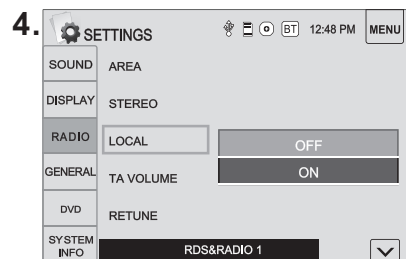 4.
SETTINGS BT 12:48 PM MENU
SOUND AREA
DISPLAY STEREO
RADIO LOCAL OFF
GENERAL TA VOLUME ON
DVD RETUNE
SYSTEM INFO RDS&RADIO 1